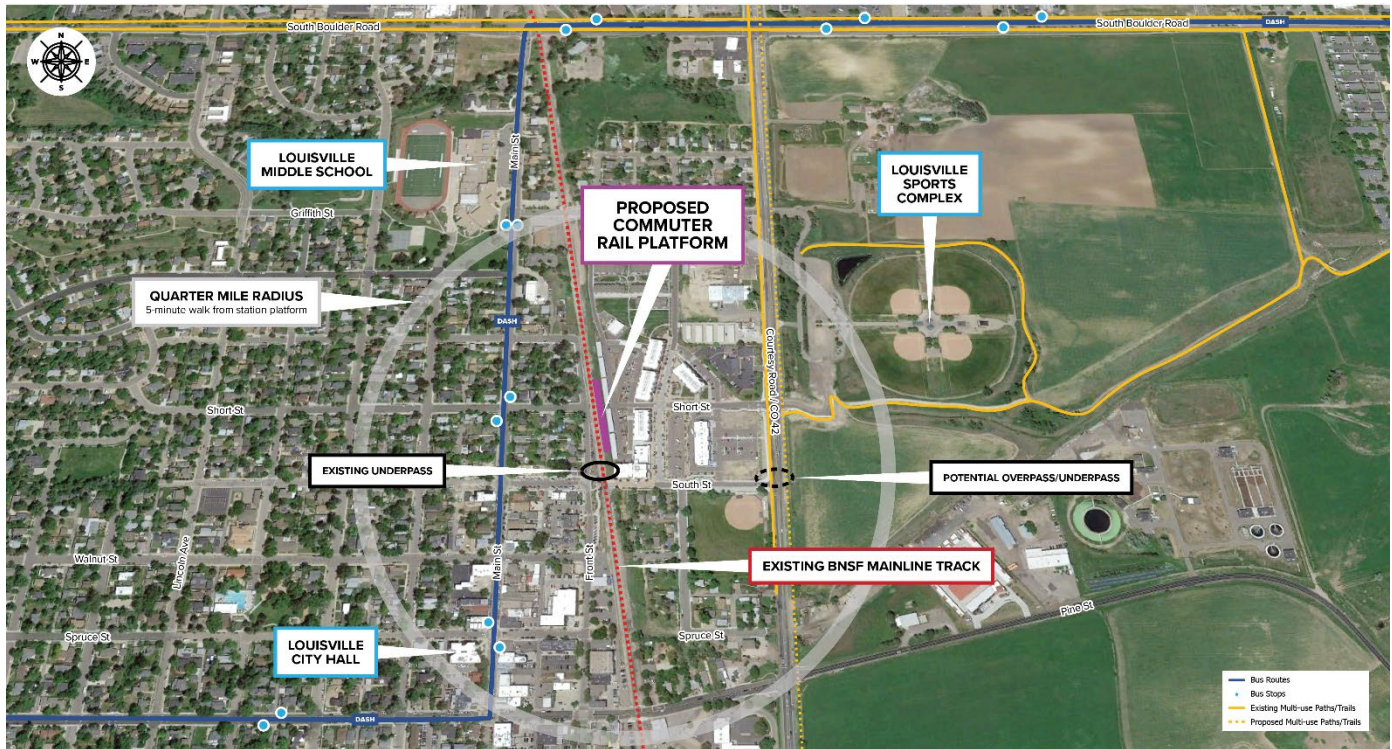 South Boulder Road
South Boulder Road
DASH
N
W
E
S
LOUISVILLE
MIDDLE SCHOOL
Main St
LOUISVILLE
SPORTS
COMPLEX
PROPOSED
COMMUTER
RAIL PLATFORM
Griffith St
QUARTER MILE RADIUS
5-minute walk from station platform
DASH
Courtesy Road / CO 42
Short St
Short St
EXISTING UNDERPASS
POTENTIAL OVERPASS/UNDERPASS
South St
Walnut St
Lincoln Ave
Main St
Front St
EXISTING BNSF MAINLINE TRACK
Pine St
Spruce St
Spruce St
LOUISVILLE
CITY HALL
DASH
Bus Routes
Bus Stops
Existing Multi-use Paths/Trails
Proposed Multi-use Paths/Trails